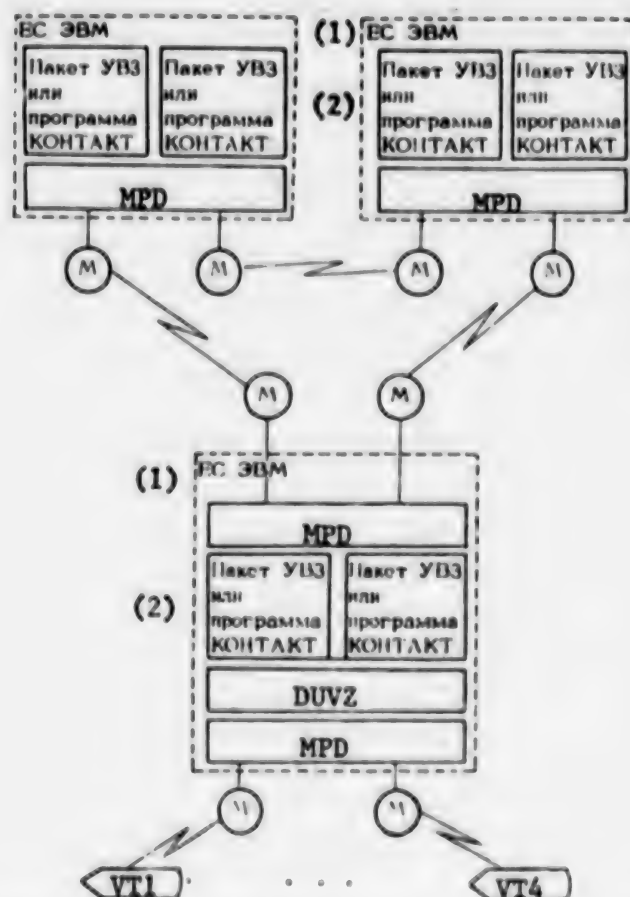 ЕС ЭВМ (1) ЕС ЭВМ
Пакет УВЗ
или
программа
КОНТАКТ
Пакет УВЗ
или
программа
КОНТАКТ
(2)
Пакет УВЗ
или
программа
КОНТАКТ
Пакет УВЗ
или
программа
КОНТАКТ
MPD
MPD
М М М М
М М
(1) ЕС ЭВМ
MPD
(2)
Пакет УВЗ
или
программа
КОНТАКТ
Пакет УВЗ
или
программа
КОНТАКТ
DUVZ
MPD
М М
VT1 . . . VT4